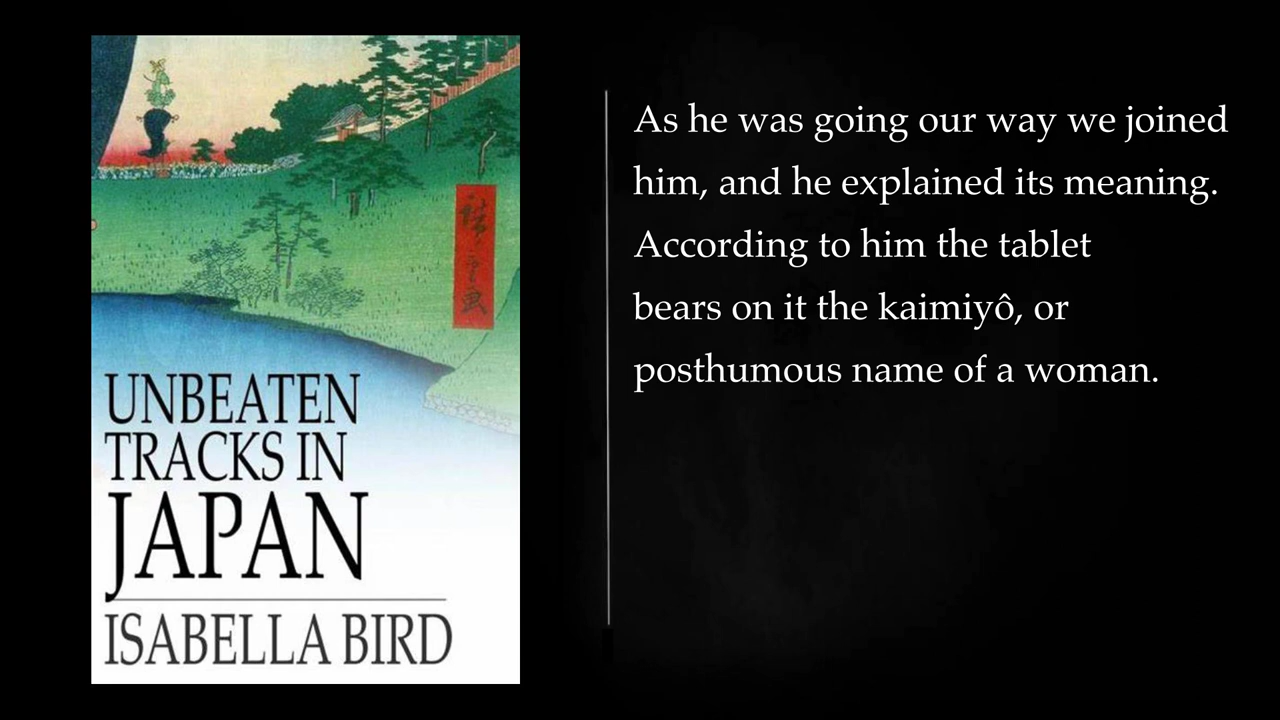 UNBEATEN
TRACKS IN
JAPAN
ISABELLA BIRD
As he was going our way we joined
him, and he explained its meaning.
According to him the tablet
bears on it the kaimiyô, or
posthumous name of a woman.